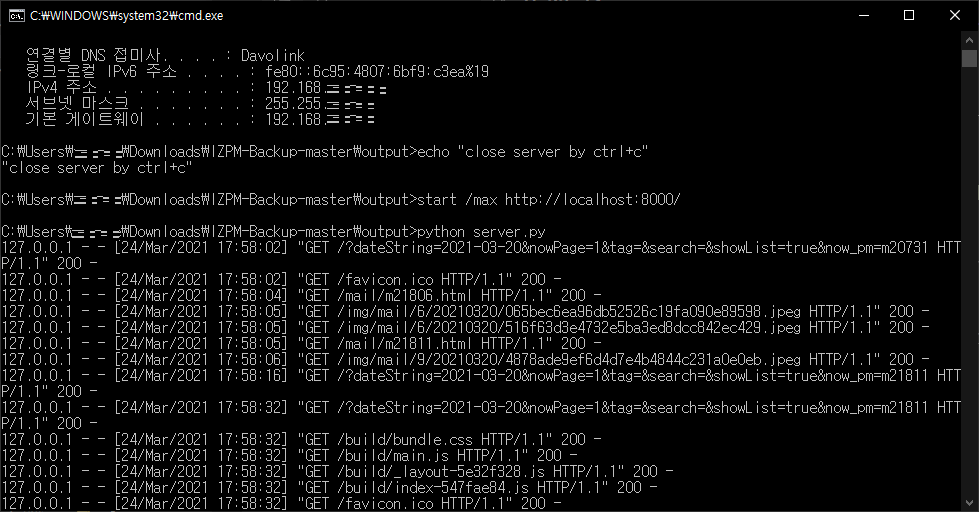 C:\WINDOWS\system32\cmd.exe
연결별 DNS 접미사. . . . : Davolink
링크-로컬 IPv6 주소 . . . . : fe80::6c95:4807:6bf9:c3ea%19
IPv4 주소 . . . . . . . . . : 192.168.
서브넷 마스크 . . . . . . . : 255.255.
기본 게이트웨이 . . . . . . : 192.168.
C:₩Users₩ ₩Downloads₩IZPM-Backup-master₩output>echo "close server by ctrl+c"
"close server by ctrl+c"
C:₩Users₩ ₩Downloads₩IZPM-Backup-master₩output>start /max http://localhost:8000/
C:₩Users₩ ₩Downloads₩IZPM-Backup-master₩output>python server.py
127.0.0.1 - - [24/Mar/2021 17:58:02] "GET /?dateString=2021-03-20&nowPage=1&tag=&search=&showList=true&now_pm=m20731 HTT
P/1.1" 200 -
127.0.0.1 - - [24/Mar/2021 17:58:02] "GET /favicon.ico HTTP/1.1" 200 -
127.0.0.1 - - [24/Mar/2021 17:58:04] "GET /mail/m21806.html HTTP/1.1" 200 -
127.0.0.1 - - [24/Mar/2021 17:58:05] "GET /img/mail/6/20210320/065bec6ea96db52526c19fa090e89598.jpeg HTTP/1.1" 200 -
127.0.0.1 - - [24/Mar/2021 17:58:05] "GET /img/mail/6/20210320/516f63d3e4732e5ba3ed8dcc842ec429.jpeg HTTP/1.1" 200 -
127.0.0.1 - - [24/Mar/2021 17:58:05] "GET /mail/m21811.html HTTP/1.1" 200 -
127.0.0.1 - - [24/Mar/2021 17:58:06] "GET /img/mail/9/20210320/4678ade9ef6d4d7e4b4844c231a0e0eb.jpeg HTTP/1.1" 200 -
127.0.0.1 - - [24/Mar/2021 17:58:16] "GET /?dateString=2021-03-20&nowPage=1&tag=&search=&showList=true&now_pm=m21811 HTT
P/1.1" 200 -
127.0.0.1 - - [24/Mar/2021 17:58:32] "GET /?dateString=2021-03-20&nowPage=1&tag=&search=&showList=true&now_pm=m21811 HTT
P/1.1" 200 -
127.0.0.1 - - [24/Mar/2021 17:58:32] "GET /build/bundle.css HTTP/1.1" 200 -
127.0.0.1 - - [24/Mar/2021 17:58:32] "GET /build/main.js HTTP/1.1" 200 -
127.0.0.1 - - [24/Mar/2021 17:58:32] "GET /build/_layout-5e32f328.js HTTP/1.1" 200 -
127.0.0.1 - - [24/Mar/2021 17:58:32] "GET /build/index-547fae84.js HTTP/1.1" 200 -
127.0.0.1 - - [24/Mar/2021 17:58:32] "GET /favicon.ico HTTP/1.1" 200 -